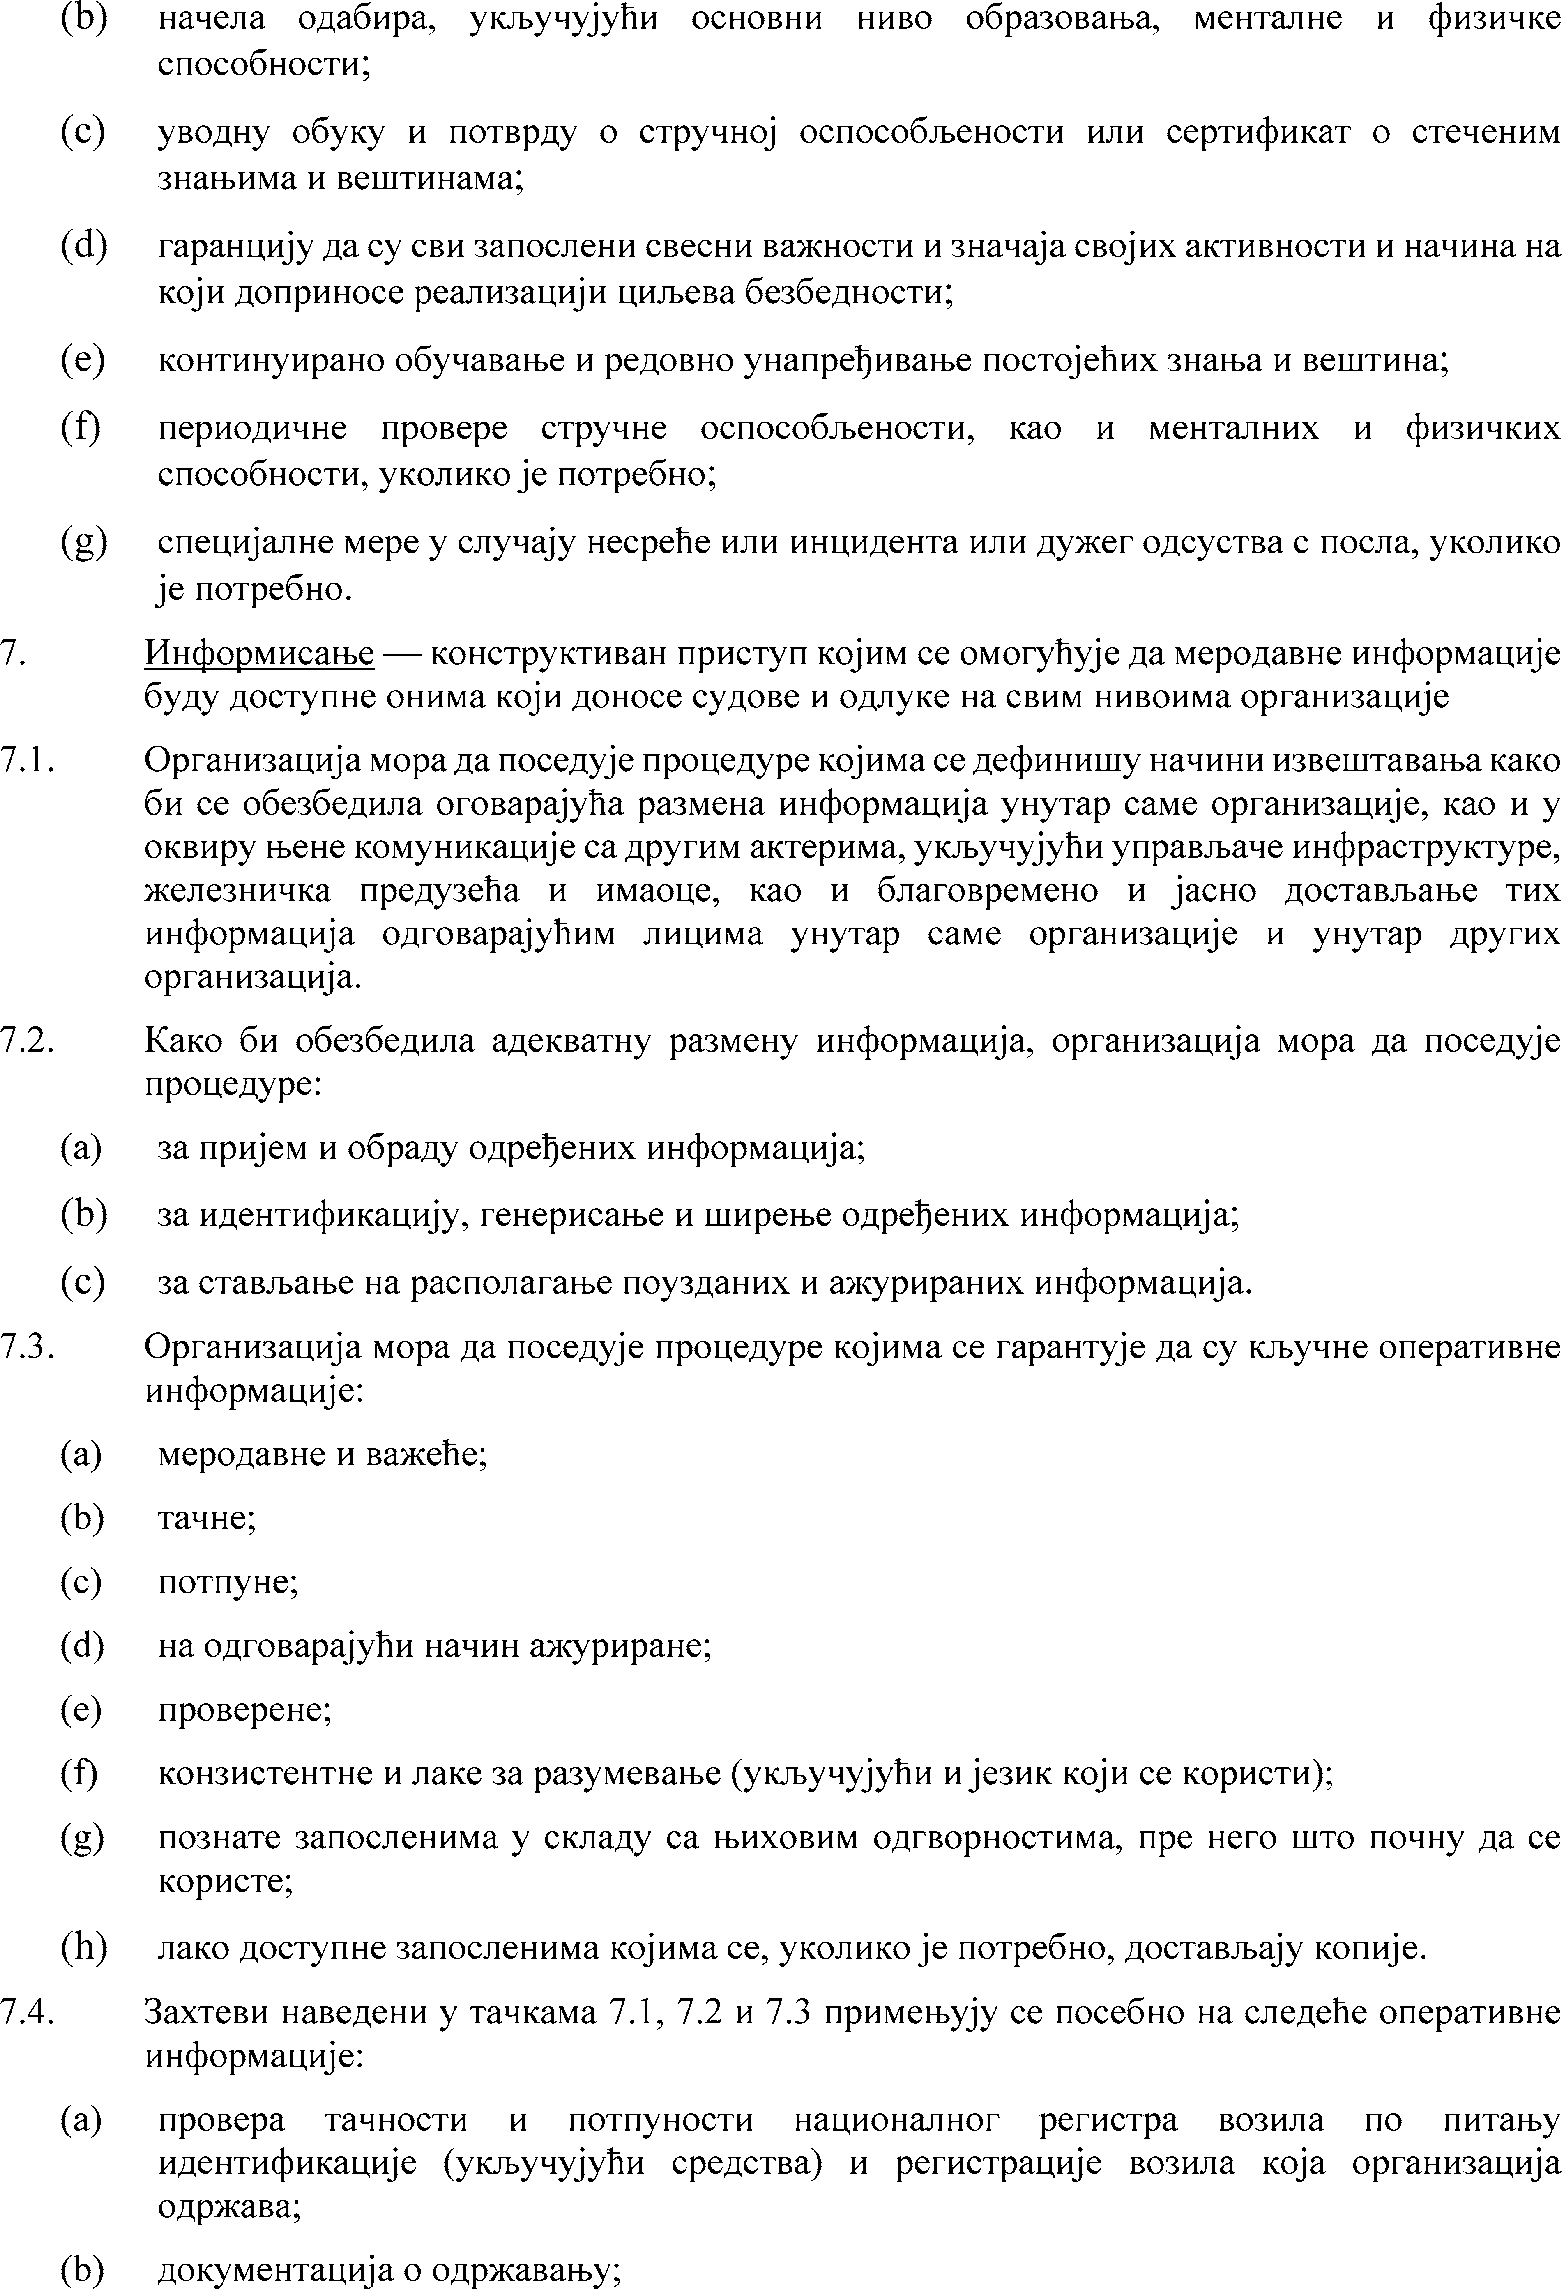 (b) начела одабира, укључујући основни ниво образовања, менталне и физичке
способности;
(c) уводну обуку и потврду о стручној оспособљености или сертификат о стеченим
знањима и вештинама;
(d) гаранцију да су сви запослени свесни важности и значаја својих активности и начина на
који доприносе реализацији циљева безбедности;
(e) континуирано обучавање и редовно унапређивање постојећих знања и вештина;
(f) периодичне провере стручне оспособљености, као и менталних и физичких
способности, уколико је потребно;
(g) специјалне мере у случају несреће или инцидента или дужег одсуства с посла, уколико
је потребно.
7. Информисање — конструктиван приступ којим се омогућује да меродавне информације
буду доступне онима који доносе судове и одлуке на свим нивоима организације
7.1. Организација мора да поседује процедуре којима се дефинишу начини извештавања како
би се обезбедила оговарајућа размена информација унутар саме организације, као и у
оквиру њене комуникације са другим актерима, укључујући управљаче инфраструктуре,
железничка предузећа и имаоце, као и благовремено и јасно достављање тих
информација одговарајућим лицима унутар саме организације и унутар других
организација.
7.2. Како би обезбедила адекватну размену информација, организација мора да поседује
процедуре:
(a) за пријем и обраду одређених информација;
(b) за идентификацију, генерисање и ширење одређених информација;
(c) за стављање на располагање поузданих и ажурираних информација.
7.3. Организација мора да поседује процедуре којима се гарантује да су кључне оперативне
информације:
(a) меродавне и важеће;
(b) тачне;
(c) потпуне;
(d) на одговарајући начин ажуриране;
(e) проверене;
(f) конзистентне и лаке за разумевање (укључујући и језик који се користи);
(g) познате запосленима у складу са њиховим одгворностима, пре него што почну да се
користе;
(h) лако доступне запосленима којима се, уколико је потребно, достављају копије.
7.4. Захтеви наведени у тачкама 7.1, 7.2 и 7.3 примењују се посебно на следеће оперативне
информације:
(a) провера тачности и потпуности националног регистра возила по питању
идентификације (укључујући средства) и регистрације возила која организација
одржава;
(b) документација о одржавању;